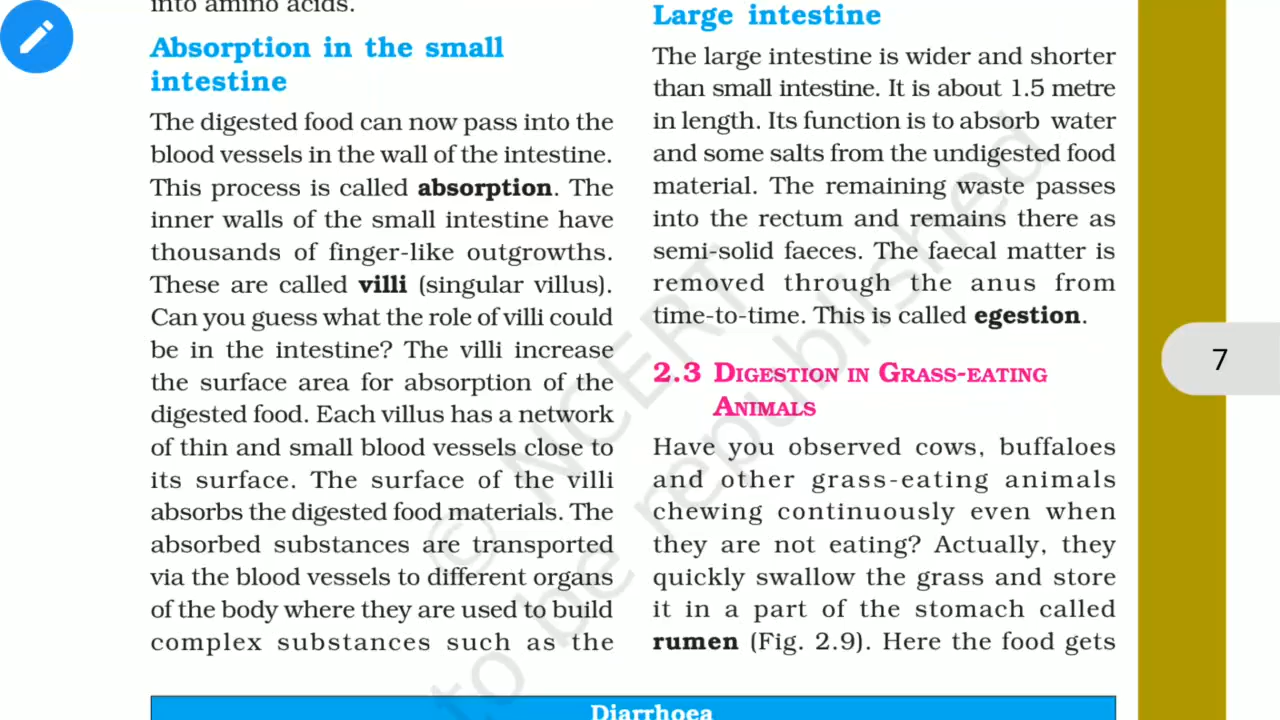 into amino acids.
Absorption in the small
intestine
The digested food can now pass into the
blood vessels in the wall of the intestine.
This process is called absorption. The
inner walls of the small intestine have
thousands of finger-like outgrowths.
These are called villi (singular villus).
Can you guess what the role of villi could
be in the intestine? The villi increase
the surface area for absorption of the
digested food. Each villus has a network
of thin and small blood vessels close to
its surface. The surface of the villi
absorbs the digested food materials. The
absorbed substances are transported
via the blood vessels to different organs
of the body where they are used to build
complex substances such as the
Large intestine
The large intestine is wider and shorter
than small intestine. It is about 1.5 metre
in length. Its function is to absorb water
and some salts from the undigested food
material. The remaining waste passes
into the rectum and remains there as
semi-solid faeces. The faecal matter is
removed through the anus from
time-to-time. This is called egestion.
2.3 DIGESTION IN GRASS-EATING
ANIMALS
Have you observed cows, buffaloes
and other grass-eating animals
chewing continuously even when
they are not eating? Actually, they
quickly swallow the grass and store
it in a part of the stomach called
rumen (Fig. 2.9). Here the food gets
Diarrhoea
7
© NCERT
to be republished